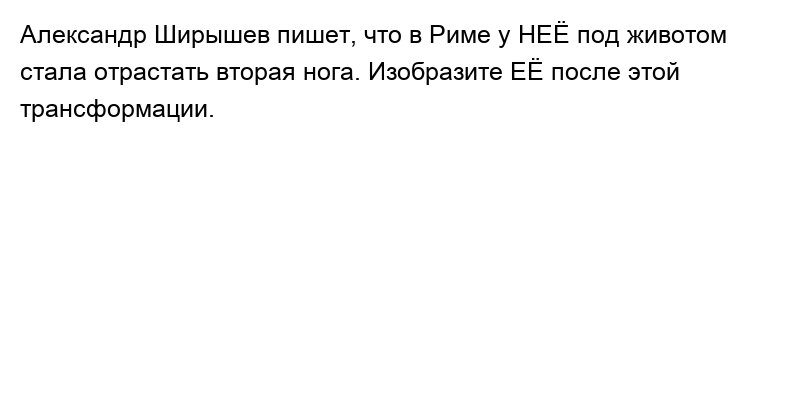 Александр Ширышев пишет, что в Риме у НЕЁ под животом
стала отрастать вторая нога. Изобразите ЕЁ после этой
трансформации.